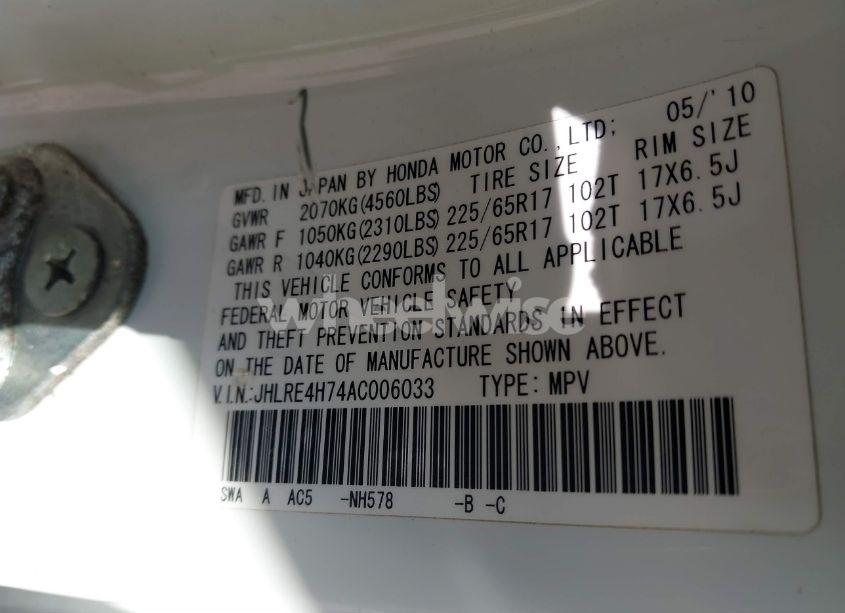 MFD. IN JAPAN BY HONDA MOTOR CO., LTD; 05/'10
GVWR 2070KG(4560LBS) TIRE SIZE RIM SIZE
GAWR F 1050KG(2310LBS) 225/65R17 102T 17X6.5J
GAWR R 1040KG(2290LBS) 225/65R17 102T 17X6.5J
THIS VEHICLE CONFORMS TO ALL APPLICABLE
FEDERAL MOTOR VEHICLE SAFETY
AND THEFT PREVENTION STANDARDS IN EFFECT
ON THE DATE OF MANUFACTURE SHOWN ABOVE.
V.I.N.:JHLRE4H74AC006033 TYPE: MPV
SWA A AC5 -NH578 -B -C
wheelwise